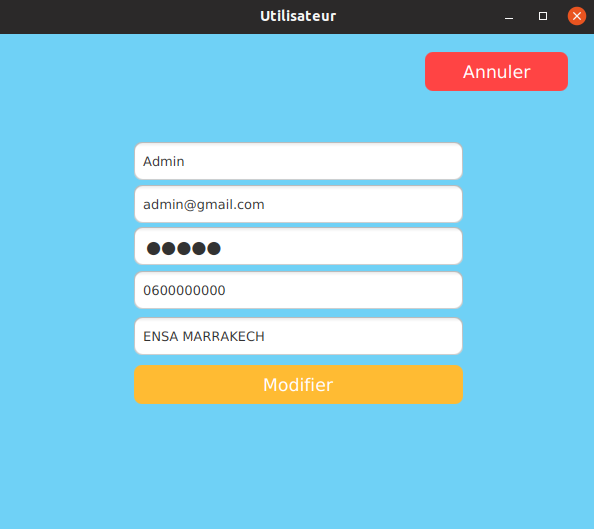 Utilisateur
Annuler
Admin
admin@gmail.com
●●●●●
0600000000
ENSA MARRAKECH
Modifier